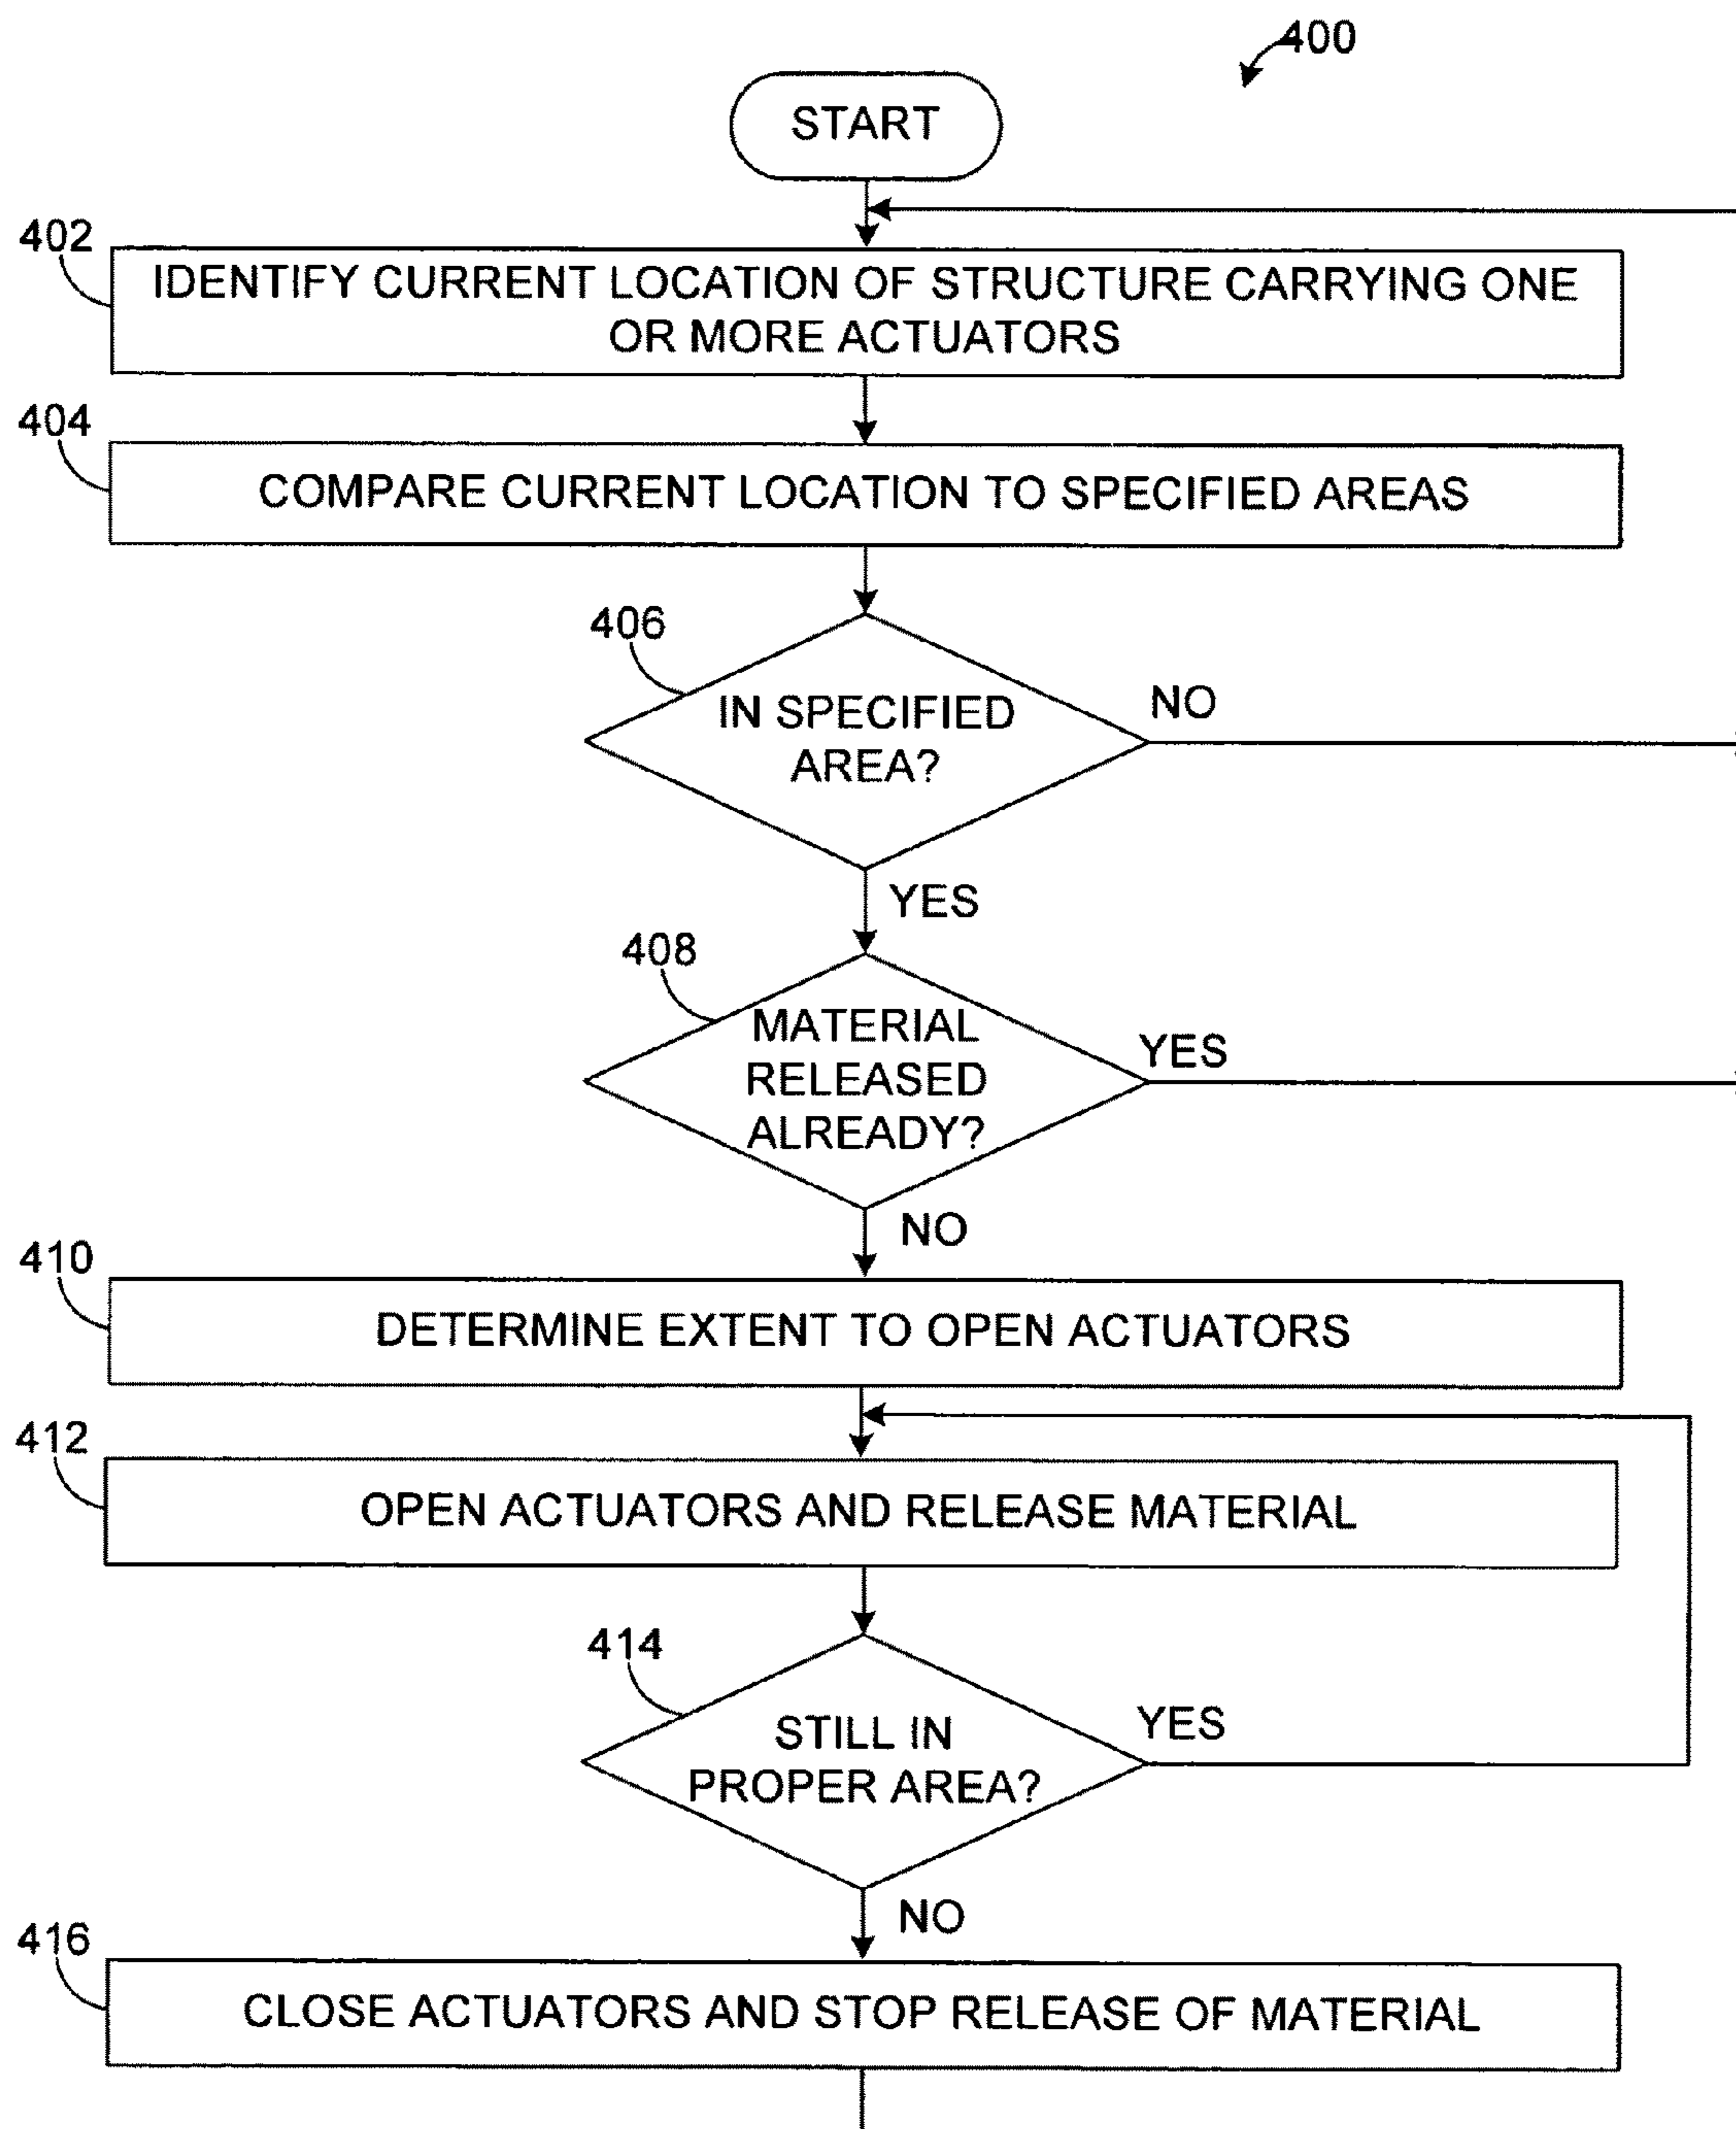 400
START
402
IDENTIFY CURRENT LOCATION OF STRUCTURE CARRYING ONE
OR MORE ACTUATORS
404
COMPARE CURRENT LOCATION TO SPECIFIED AREAS
406
IN SPECIFIED
AREA?
NO
YES
408
MATERIAL
RELEASED
ALREADY?
YES
NO
410
DETERMINE EXTENT TO OPEN ACTUATORS
412
OPEN ACTUATORS AND RELEASE MATERIAL
414
STILL IN
PROPER AREA?
YES
NO
416
CLOSE ACTUATORS AND STOP RELEASE OF MATERIAL